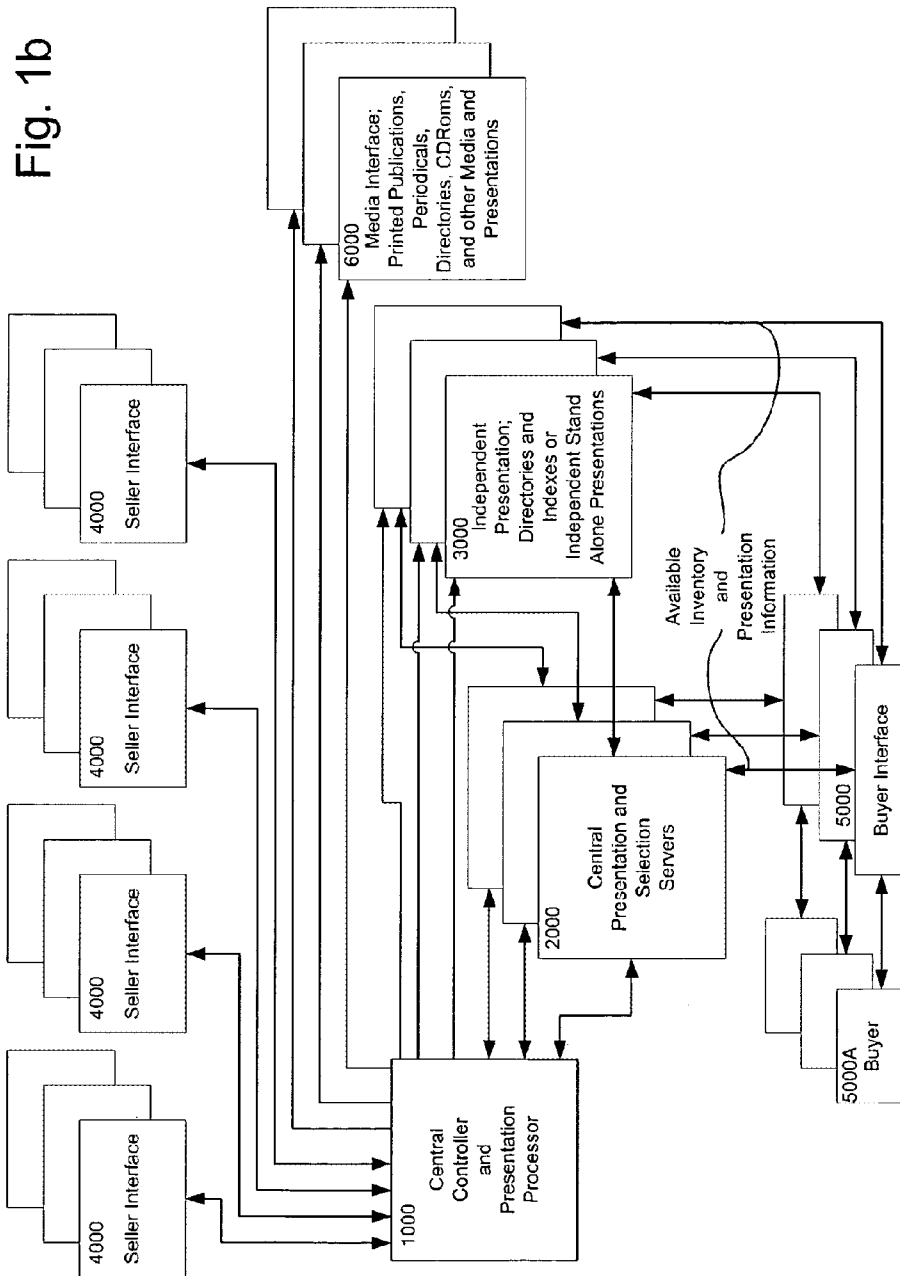 Fig. 1b
4000
Seller Interface
4000
Seller Interface
4000
Seller Interface
4000
Seller Interface
6000
Media Interface;
Printed Publications,
Periodicals,
Directories, CDRoms,
and other Media and
Presentations
3000
Independent
Presentation;
Directories and
Indexes or
Independent Stand
Alone Presentations
1000
Central
Controller
and
Presentation
Processor
2000
Central
Presentation and
Selection
Servers
Available
Inventory
and
Presentation
Information
5000
Buyer Interface
5000A
Buyer